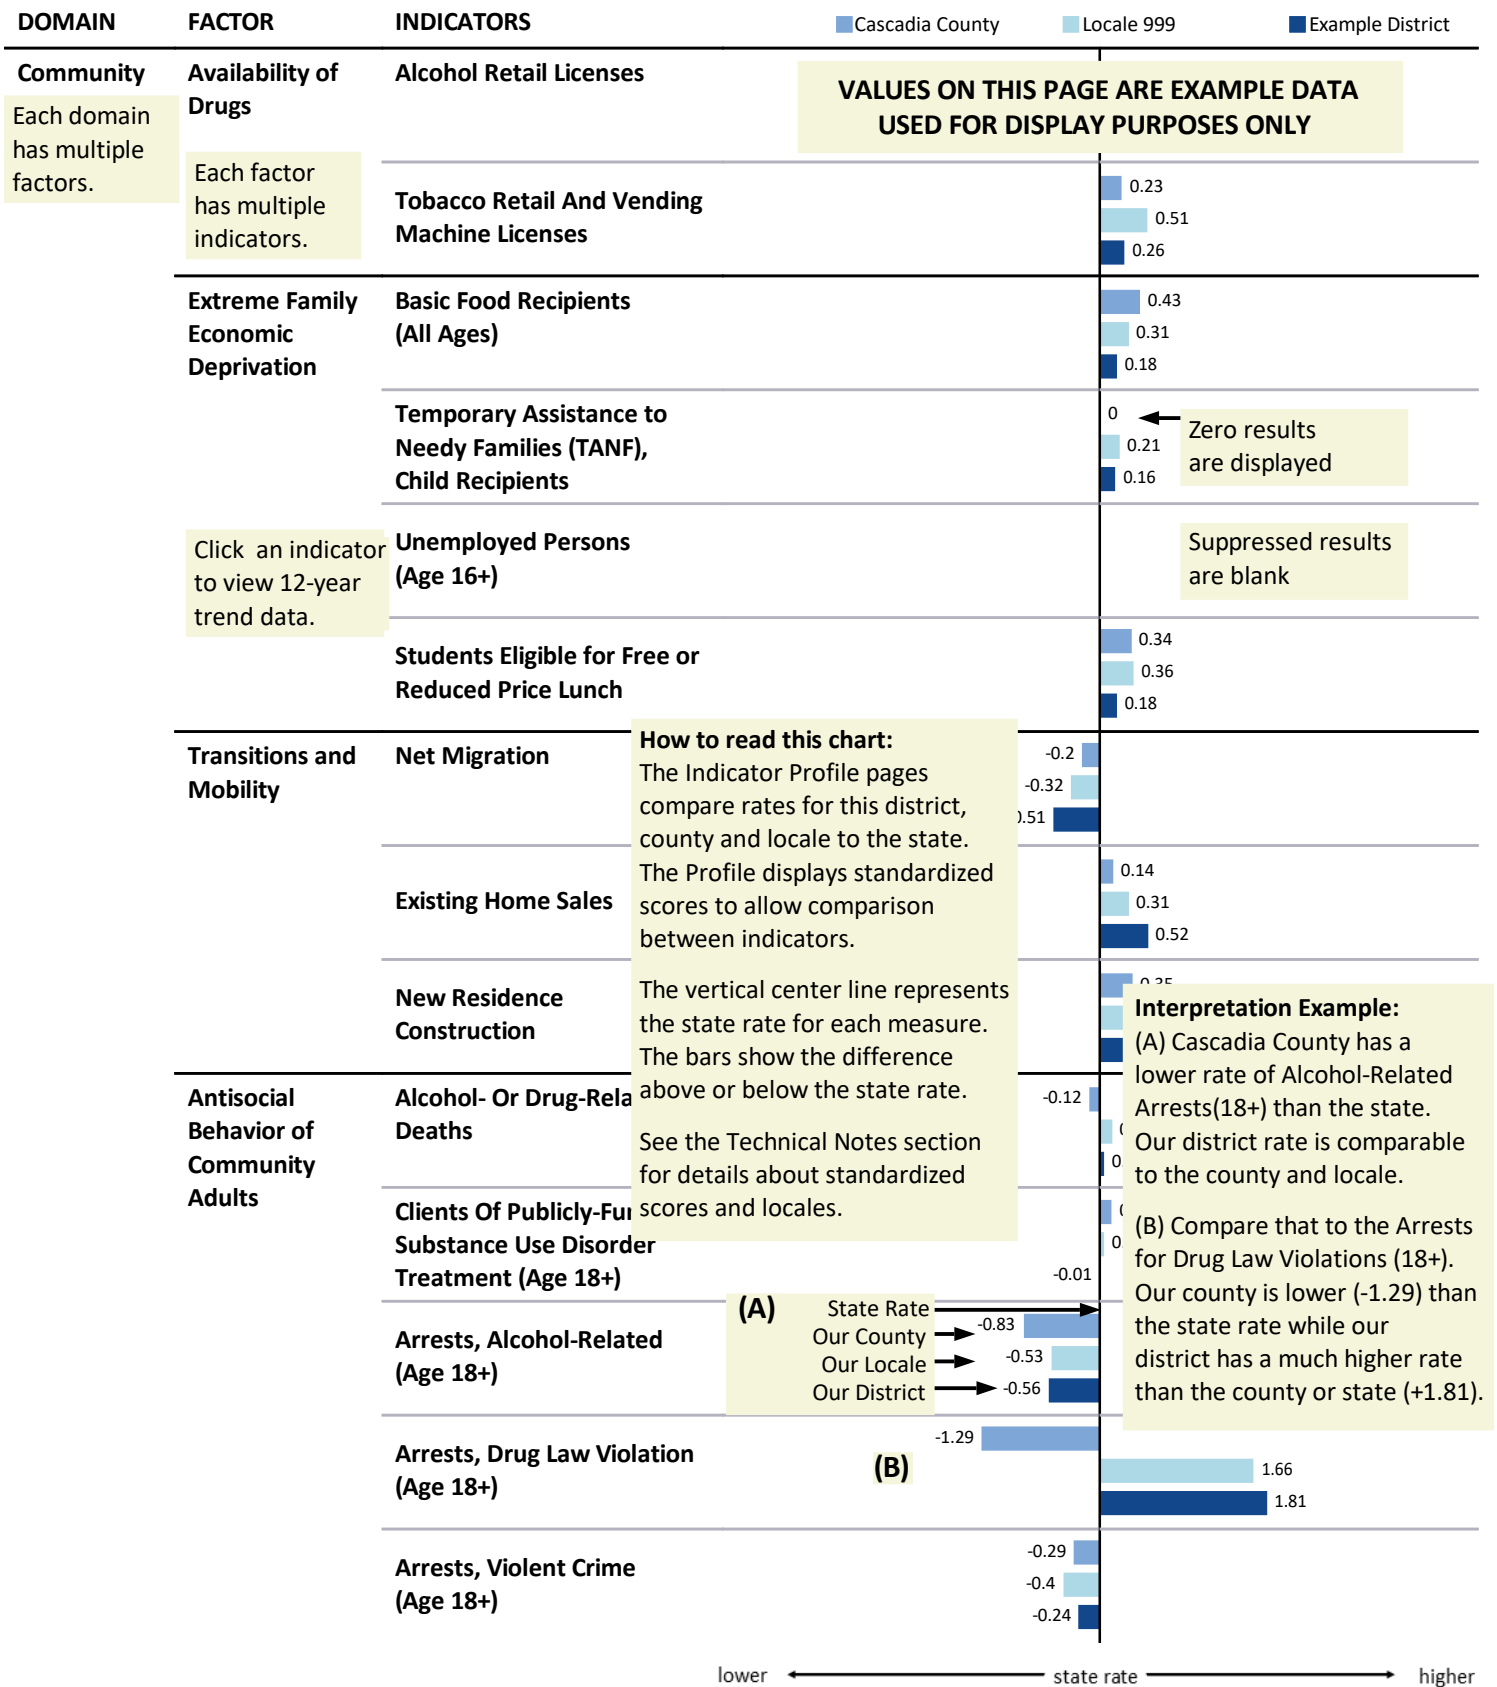 DOMAIN FACTOR INDICATORS Cascadia County Locale 999 Example District
Community
Each domain
has multiple
factors.
Availability of
Drugs
Each factor
has multiple
indicators.
Alcohol Retail Licenses
VALUES ON THIS PAGE ARE EXAMPLE DATA
USED FOR DISPLAY PURPOSES ONLY
Tobacco Retail And Vending
Machine Licenses
0.23
0.51
0.26
Extreme Family
Economic
Deprivation
Basic Food Recipients
(All Ages)
0.43
0.31
0.18
Temporary Assistance to
Needy Families (TANF),
Child Recipients
0
0.21
0.16
Zero results
are displayed
Click  an indicator
to view 12-year
trend data.
Unemployed Persons
(Age 16+)
Suppressed results
are blank
Students Eligible for Free or
Reduced Price Lunch
0.34
0.36
0.18
Transitions and
Mobility
Net Migration
-0.2
-0.32
.51
Existing Home Sales
0.14
0.31
0.52
New Residence
Construction
How to read this chart:
The Indicator Profile pages
compare rates for this district,
county and locale to the state.
The Profile displays standardized
scores to allow comparison
between indicators.
The vertical center line represents
the state rate for each measure.
The bars show the difference
above or below the state rate.
See the Technical Notes section
for details about standardized
scores and locales.
Antisocial
Behavior of
Community
Adults
Alcohol- Or Drug-Rela
Deaths
-0.12
0.
Clients Of Publicly-Fun
Substance Use Disorder
Treatment (Age 18+)
0.
-0.01
Interpretation Example:
(A) Cascadia County has a
lower rate of Alcohol-Related
Arrests(18+) than the state.
Our district rate is comparable
to the county and locale.
(B) Compare that to the Arrests
for Drug Law Violations (18+).
Our county is lower (-1.29) than
the state rate while our
district has a much higher rate
than the county or state (+1.81).
Arrests, Alcohol-Related
(Age 18+)
(A) State Rate
Our County -0.83
Our Locale -0.53
Our District -0.56
Arrests, Drug Law Violation
(Age 18+)
-1.29
(B)
1.66
1.81
Arrests, Violent Crime
(Age 18+)
-0.29
-0.4
-0.24
lower state rate higher